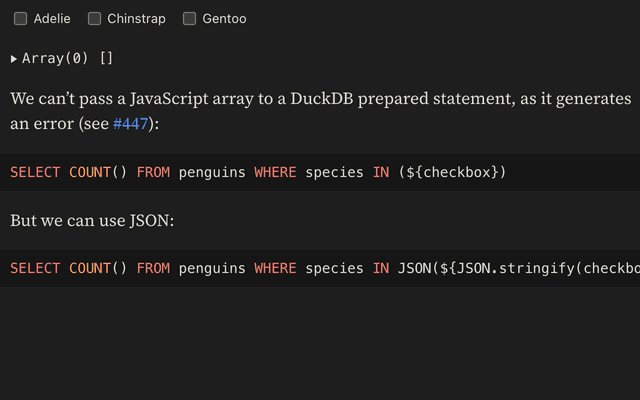 Adelie Chinstrap Gentoo
Array(0) []
We can’t pass a JavaScript array to a DuckDB prepared statement, as it generates
an error (see #447):
SELECT COUNT() FROM penguins WHERE species IN (${checkbox})
But we can use JSON:
SELECT COUNT() FROM penguins WHERE species IN JSON(${JSON.stringify(checkbo